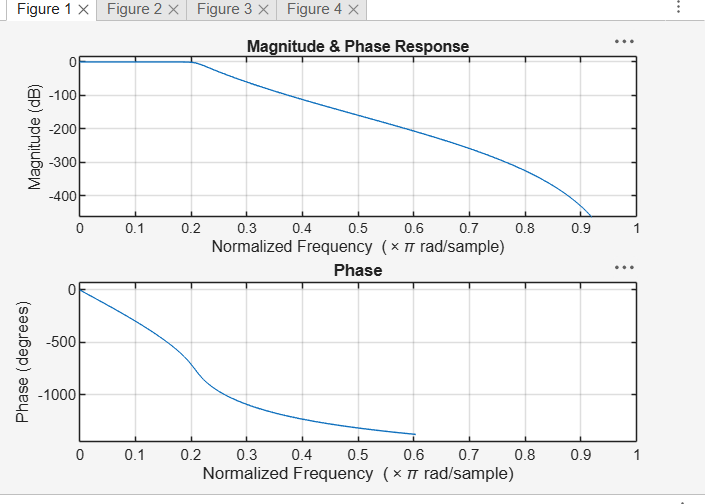 Figure 1 × Figure 2 × Figure 3 × Figure 4 ×
Magnitude & Phase Response
Magnitude (dB)
0
-100
-200
-300
-400
0 0.1 0.2 0.3 0.4 0.5 0.6 0.7 0.8 0.9 1
Normalized Frequency (× π rad/sample)
Phase
Phase (degrees)
0
-500
-1000
0 0.1 0.2 0.3 0.4 0.5 0.6 0.7 0.8 0.9 1
Normalized Frequency (× π rad/sample)